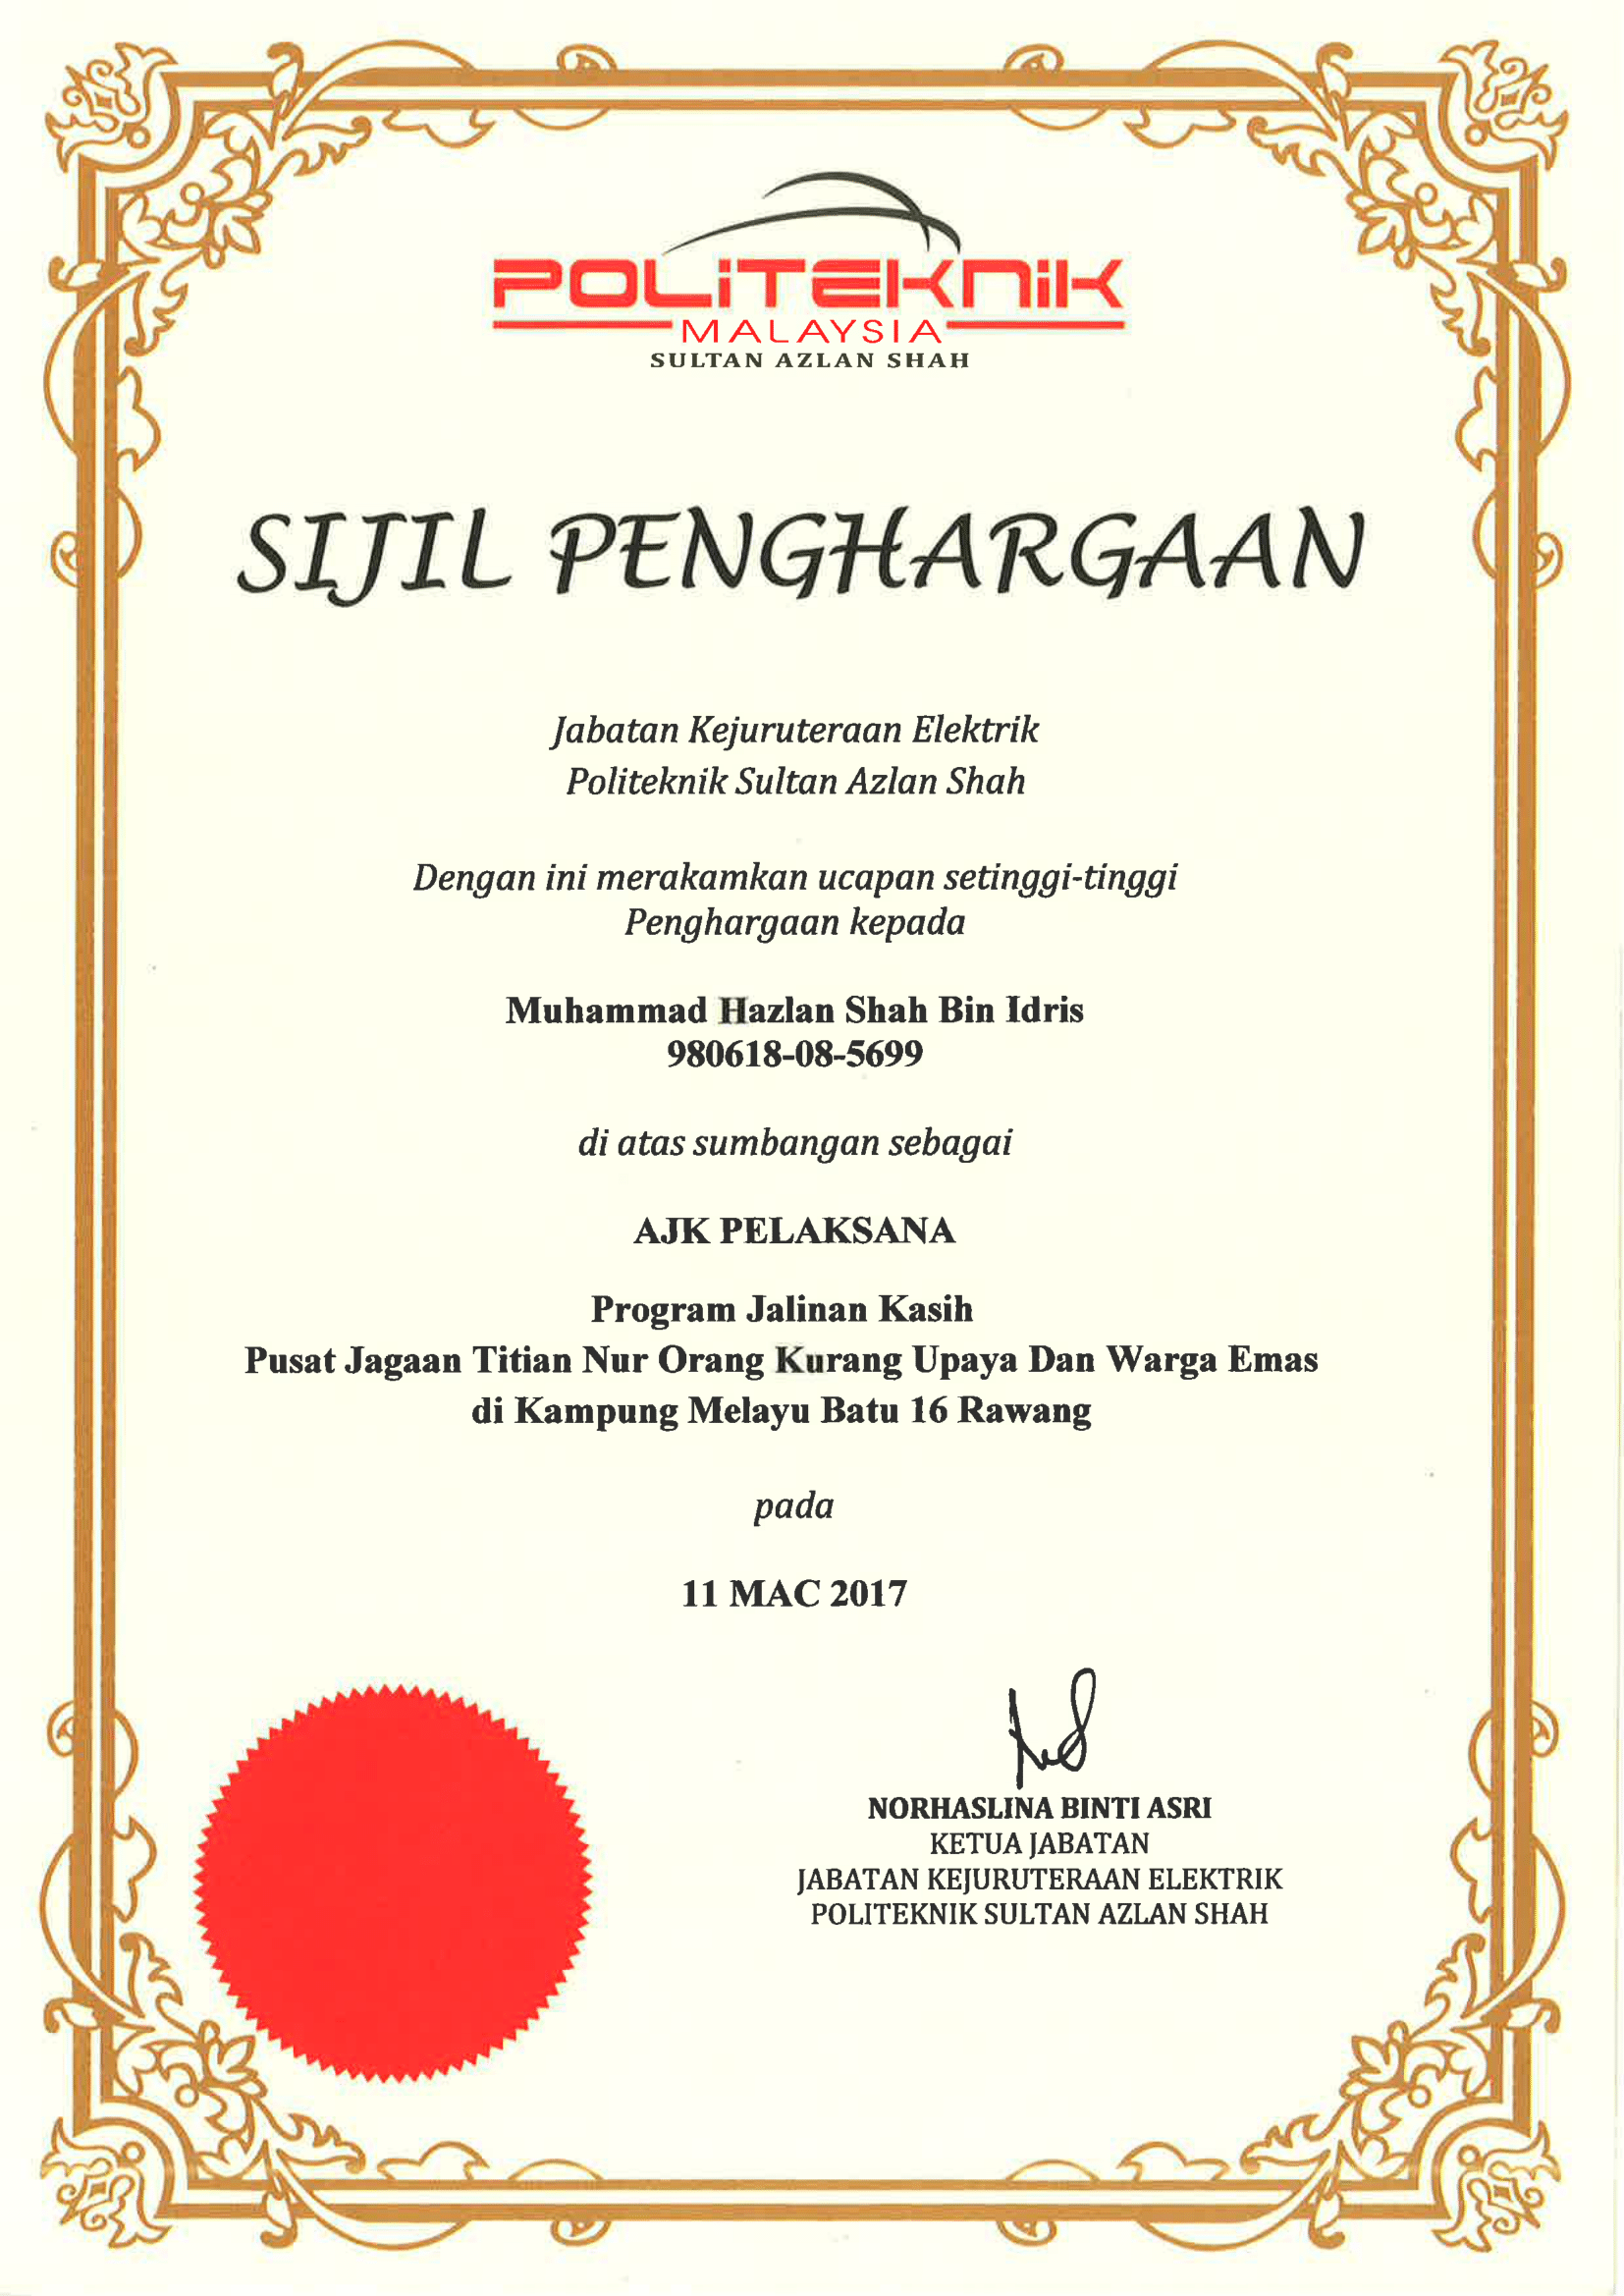 POLiTEKniK
MALAYSIA
SULTAN AZLAN SHAH
SIJIL PENGHARGAAN
Jabatan Kejuruteraan Elektrik
Politeknik Sultan Azlan Shah
Dengan ini merakamkan ucapan setinggi-tinggi
Penghargaan kepada
Muhammad Hazlan Shah Bin Idris
980618-08-5699
di atas sumbangan sebagai
AJK PELAKSANA
Program Jalinan Kasih
Pusat Jagaan Titian Nur Orang Kurang Upaya Dan Warga Emas
di Kampung Melayu Batu 16 Rawang
pada
11 MAC 2017
NORHASLINA BINTI ASRI
KETUA JABATAN
JABATAN KEJURUTERAAN ELEKTRIK
POLITEKNIK SULTAN AZLAN SHAH